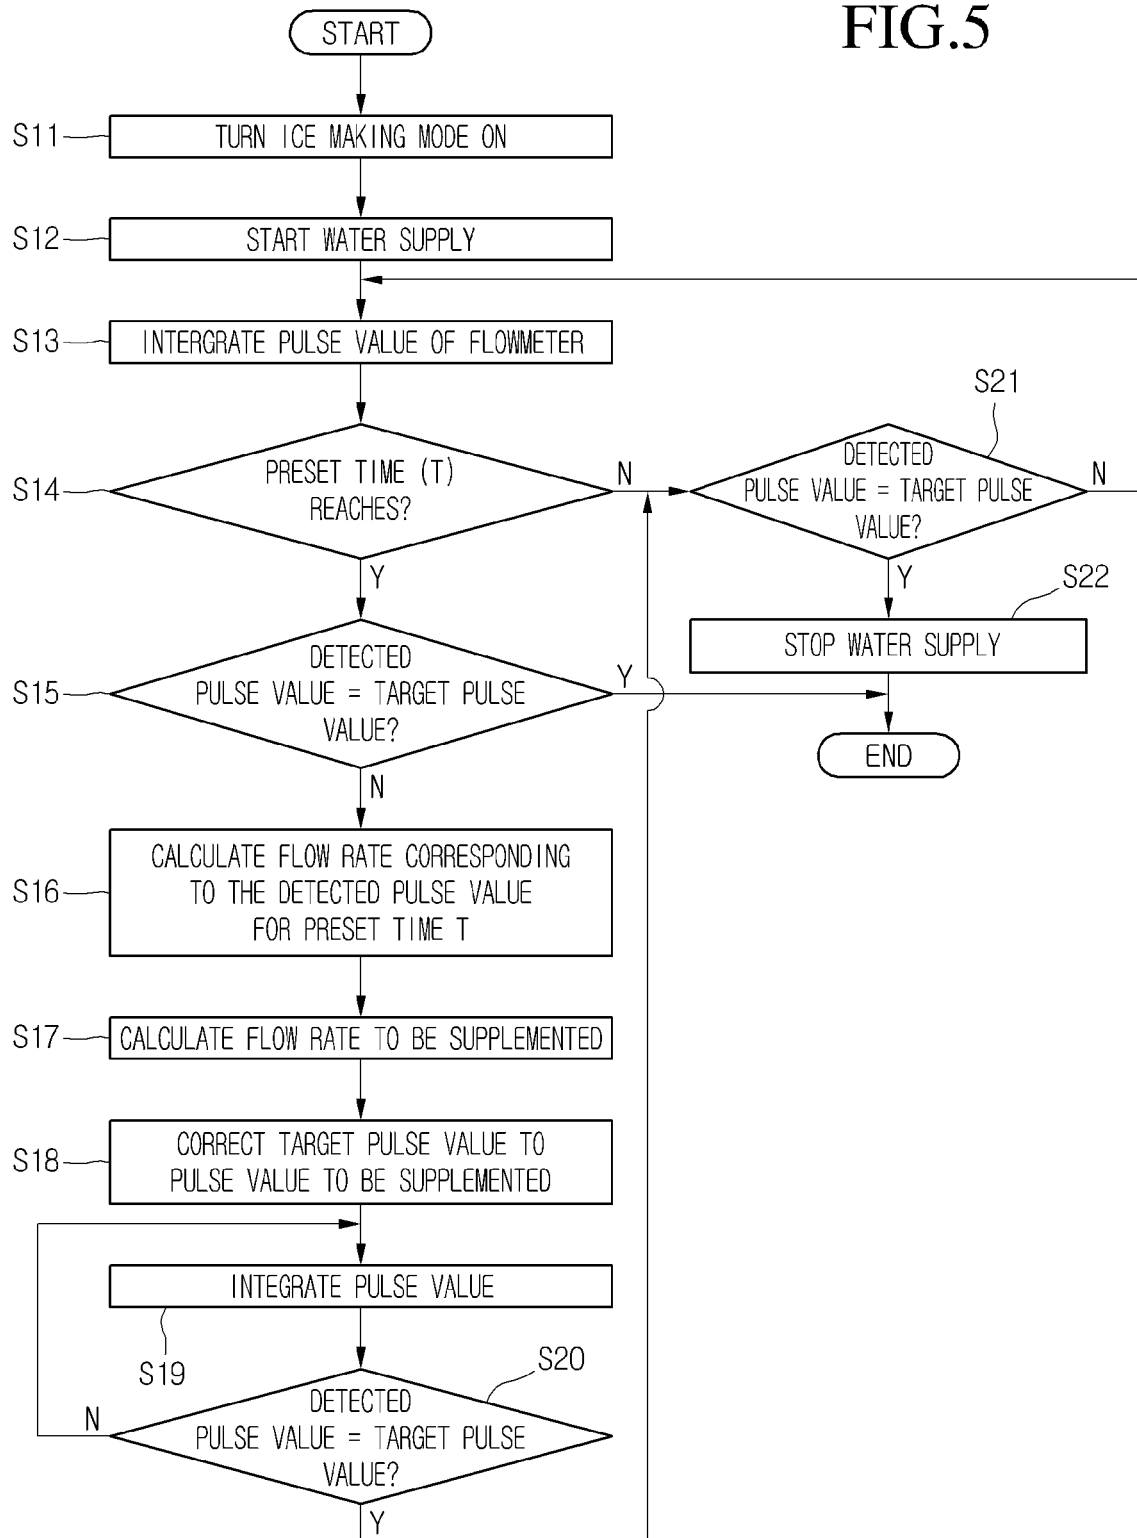 FIG.5
START
S11
TURN ICE MAKING MODE ON
S12
START WATER SUPPLY
S13
INTERGRATE PULSE VALUE OF FLOWMETER
S14
PRESET TIME (T)
REACHES?
N
Y
S21
DETECTED
PULSE VALUE = TARGET PULSE
VALUE?
N
Y
S22
STOP WATER SUPPLY
END
S15
DETECTED
PULSE VALUE = TARGET PULSE
VALUE?
Y
N
S16
CALCULATE FLOW RATE CORRESPONDING
TO THE DETECTED PULSE VALUE
FOR PRESET TIME T
S17
CALCULATE FLOW RATE TO BE SUPPLEMENTED
S18
CORRECT TARGET PULSE VALUE TO
PULSE VALUE TO BE SUPPLEMENTED
INTEGRATE PULSE VALUE
S19
S20
DETECTED
PULSE VALUE = TARGET PULSE
VALUE?
N
Y